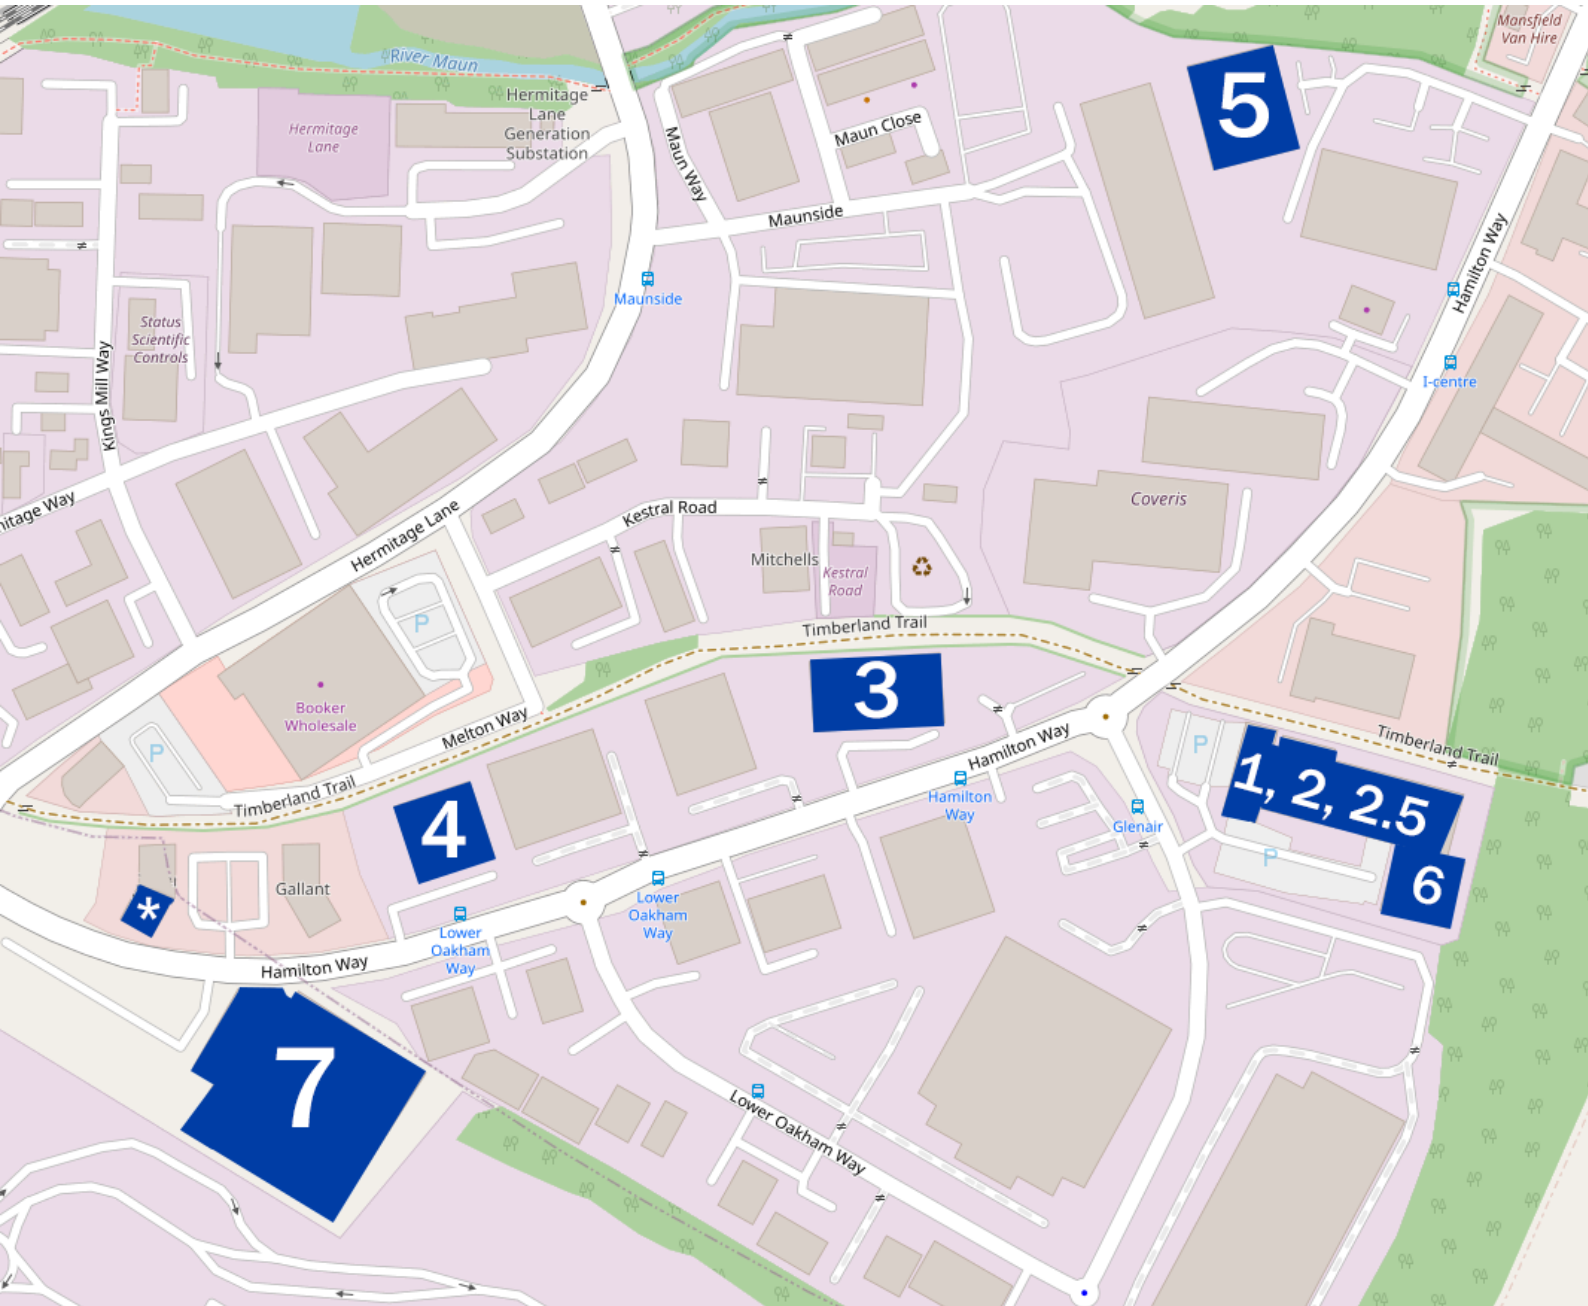 River Maun
Mansfield
Van Hire
Hermitage
Lane
Generation
Substation
Hermitage
Lane
Maun Close
5
Maun Way
Maunside
Hamilton Way
Maunside
Status
Scientific
Controls
Kings Mill Way
I-centre
Hermitage Lane
Kestral Road
Coveris
nitage Way
Mitchells
Kestral
Road
P
Timberland Trail
3
Booker
Wholesale
Melton Way
Hamilton Way
P
Timberland Trail
P
Timberland Trail
1, 2, 2.5
4
Hamilton
Way
Glenair
P
6
Gallant
*
Lower
Oakham
Way
Lower
Oakham
Way
Hamilton Way
7
Lower Oakham Way